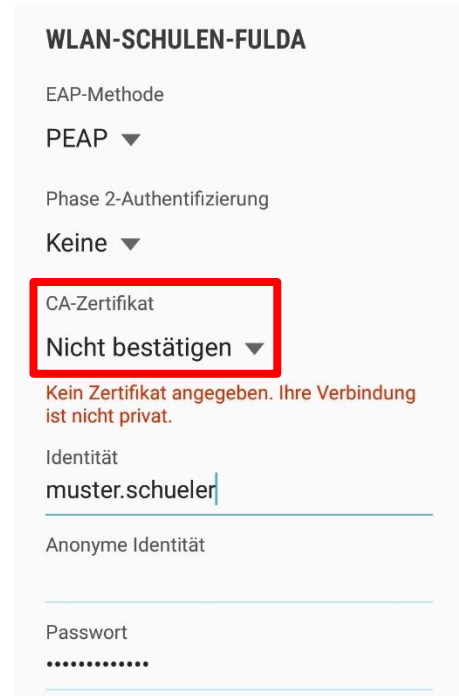 WLAN-SCHULEN-FULDA
EAP-Methode
PEAP
Phase 2-Authentifizierung
Keine
CA-Zertifikat
Nicht bestätigen
Kein Zertifikat angegeben. Ihre Verbindung
ist nicht privat.
Identität
muster.schueler
Anonyme Identität
Passwort
•••••••••••••